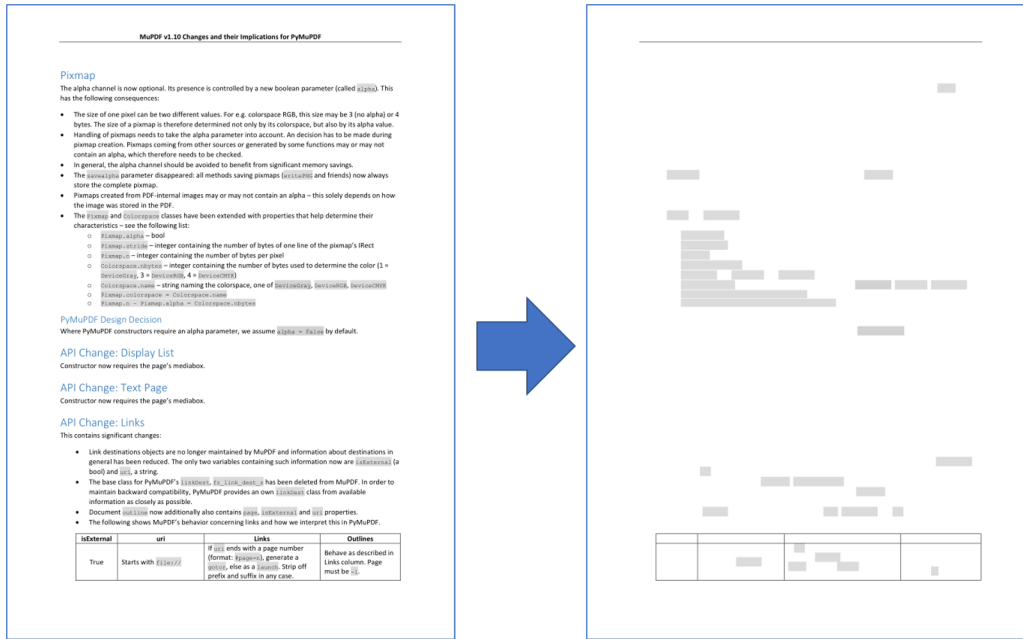 MuPDF v1.10 Changes and their Implications for PyMuPDF
Pixmap
The alpha channel is now optional. Its presence is controlled by a new boolean parameter (called alpha). This
has the following consequences:
• The size of one pixel can be two different values. For e.g. colorspace RGB, this size may be 3 (no alpha) or 4
bytes. The size of a pixmap is therefore determined not only by its colorspace, but also by its alpha value.
• Handling of pixmaps needs to take the alpha parameter into account. An decision has to be made during
pixmap creation. Pixmaps coming from other sources or generated by some functions may or may not
contain an alpha, which therefore needs to be checked.
• In general, the alpha channel should be avoided to benefit from significant memory savings.
• The savealpha parameter disappeared: all methods saving pixmaps (writePNG and friends) now always
store the complete pixmap.
• Pixmaps created from PDF-internal images may or may not contain an alpha – this solely depends on how
the image was stored in the PDF.
• The Pixmap and Colorspace classes have been extended with properties that help determine their
characteristics – see the following list:
o Pixmap.alpha – bool
o Pixmap.stride – integer containing the number of bytes of one line of the pixmap's IRect
o Pixmap.n – integer containing the number of bytes per pixel
o Colorspace.nbytes – integer containing the number of bytes used to determine the color (1 =
DeviceGray, 3 = DeviceRGB, 4 = DeviceCMYK)
o Colorspace.name – string naming the colorspace, one of DeviceGray, DeviceRGB, DeviceCMYK
o Pixmap.colorspace = Colorspace.name
o Pixmap.n - Pixmap.alpha = Colorspace.nbytes
PyMuPDF Design Decision
Where PyMuPDF constructors require an alpha parameter, we assume alpha = False by default.
API Change: Display List
Constructor now requires the page's mediabox.
API Change: Text Page
Constructor now requires the page's mediabox.
API Change: Links
This contains significant changes:
• Link destinations objects are no longer maintained by MuPDF and information about destinations in
general has been reduced. The only two variables containing such information now are isExternal (a
bool) and uri, a string.
• The base class for PyMuPDF's linkDest, fz_link_dest_s has been deleted from MuPDF. In order to
maintain backward compatibility, PyMuPDF provides an own linkDest class from available
information as closely as possible.
• Document outline now additionally also contains page, isExternal and uri properties.
• The following shows MuPDF's behavior concerning links and how we interpret this in PyMuPDF.
isExternal uri Links Outlines
True
Starts with file://
If uri ends with a page number
(format: #page=n), generate a
gotor, else as a launch. Strip off
prefix and suffix in any case.
Behave as described in
Links column. Page
must be -1.